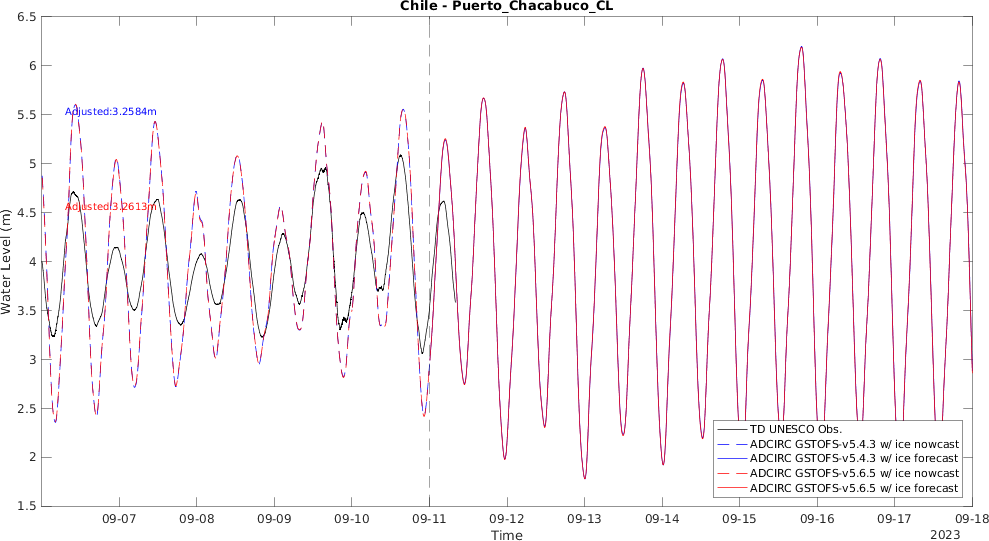 Chile - Puerto_Chacabuco_CL
6.5
6
5.5
5
4.5
4
3.5
3
2.5
2
1.5
Water Level (m)
Adjusted:3.2584m
Adjusted:3.2613m
TD UNESCO Obs.
ADCIRC GSTOFS-v5.4.3 w/ ice nowcast
ADCIRC GSTOFS-v5.4.3 w/ ice forecast
ADCIRC GSTOFS-v5.6.5 w/ ice nowcast
ADCIRC GSTOFS-v5.6.5 w/ ice forecast
09-07 09-08 09-09 09-10 09-11 09-12 09-13 09-14 09-15 09-16 09-17 09-18
Time
2023